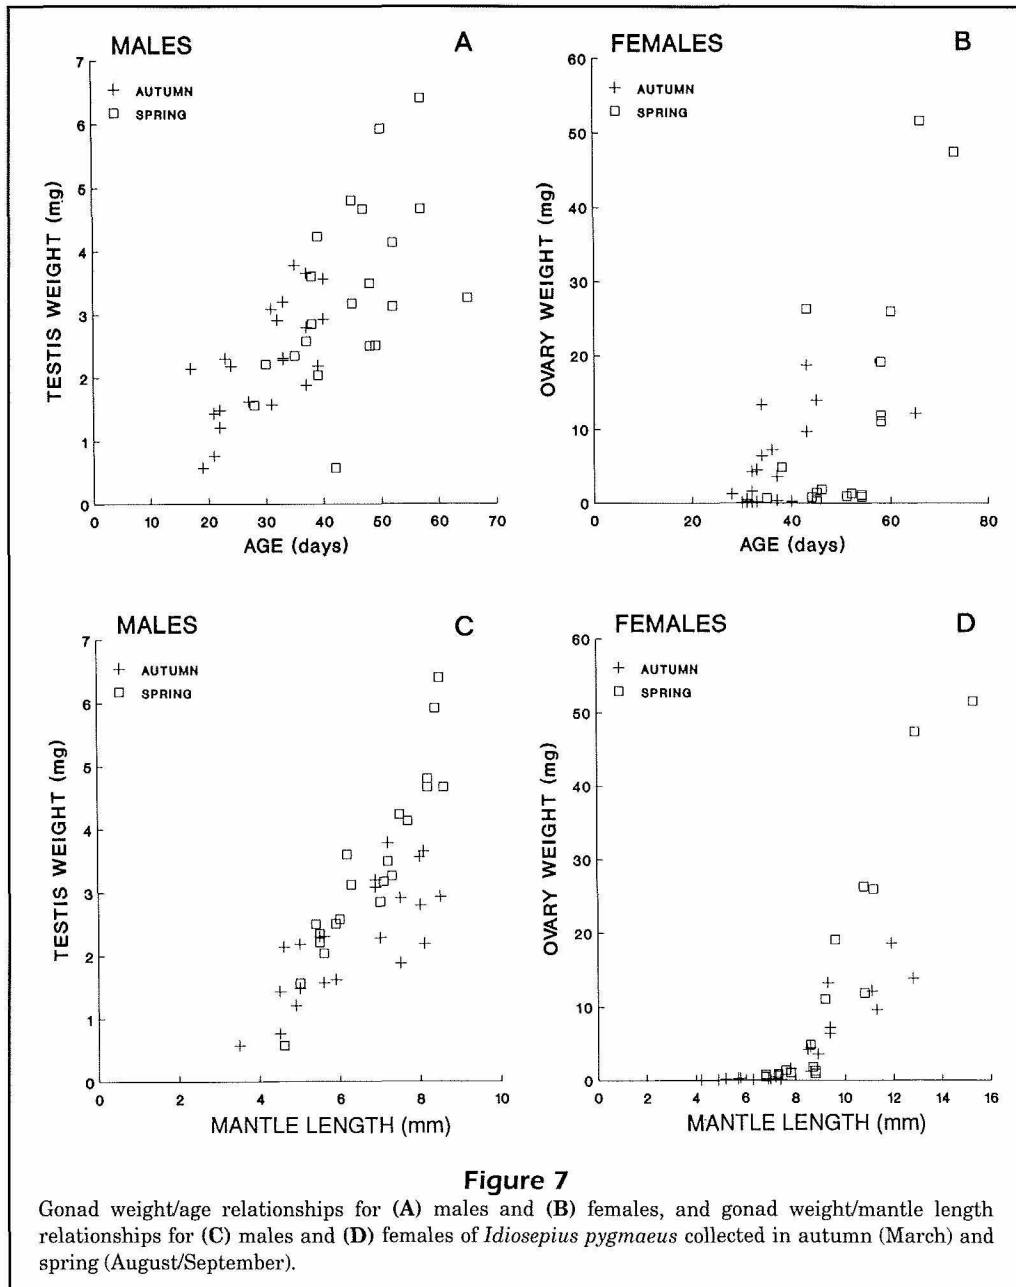 MALES
A
+ AUTUMN
□ SPRING
TESTIS WEIGHT (mg)
7
6
5
4
3
2
1
0
0 10 20 30 40 50 60 70
AGE (days)
FEMALES
B
+ AUTUMN
□ SPRING
OVARY WEIGHT (mg)
60
50
40
30
20
10
0
0 20 40 60 80
AGE (days)
MALES
C
+ AUTUMN
□ SPRING
TESTIS WEIGHT (mg)
7
6
5
4
3
2
1
0
0 2 4 6 8 10
MANTLE LENGTH (mm)
FEMALES
D
+ AUTUMN
□ SPRING
OVARY WEIGHT (mg)
60
50
40
30
20
10
0
0 2 4 6 8 10 12 14 16
MANTLE LENGTH (mm)
Figure 7
Gonad weight/age relationships for (A) males and (B) females, and gonad weight/mantle length
relationships for (C) males and (D) females of Idiosepius pygmaeus collected in autumn (March) and
spring (August/September).